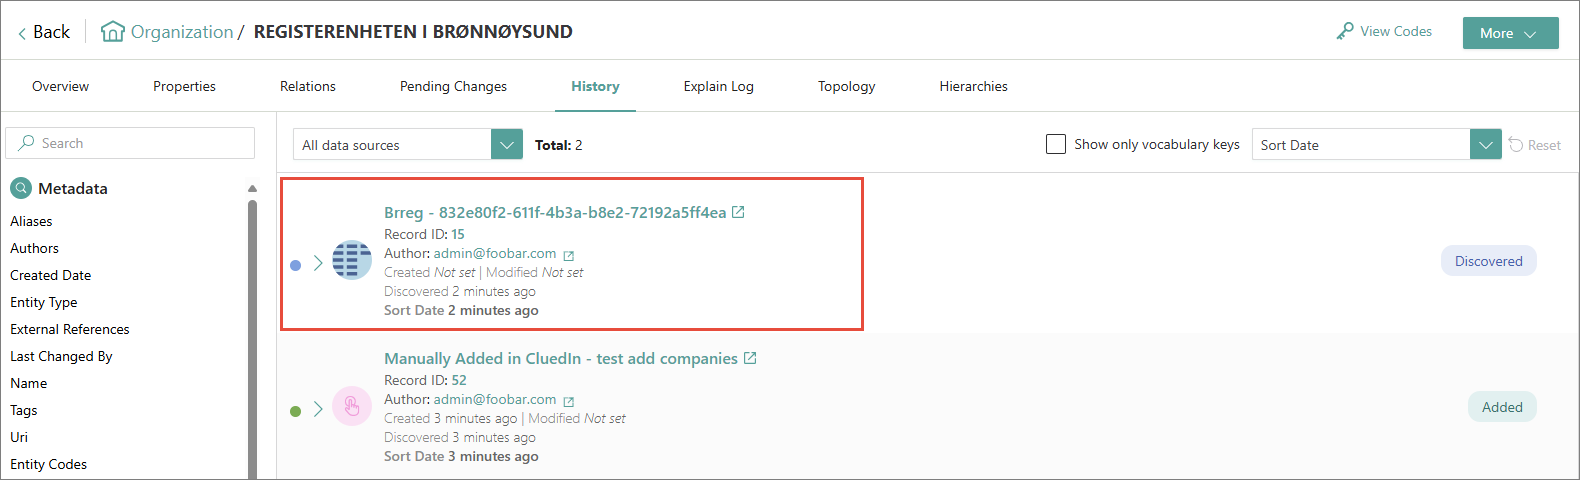 Back
Organization / REGISTERENHETEN I BRØNNØYSUND
View Codes
More
Overview Properties Relations Pending Changes History Explain Log Topology Hierarchies
Search
All data sources
Total: 2
Show only vocabulary keys
Sort Date
Reset
Metadata
Aliases
Authors
Created Date
Entity Type
External References
Last Changed By
Name
Tags
Uri
Entity Codes
Brreg - 832e80f2-611f-4b3a-b8e2-72192a5ff4ea
Record ID: 15
Author: admin@foobar.com
Created Not set | Modified Not set
Discovered 2 minutes ago
Sort Date 2 minutes ago
Discovered
Manually Added in CluedIn - test add companies
Record ID: 52
Author: admin@foobar.com
Created 3 minutes ago | Modified Not set
Discovered 3 minutes ago
Sort Date 3 minutes ago
Added